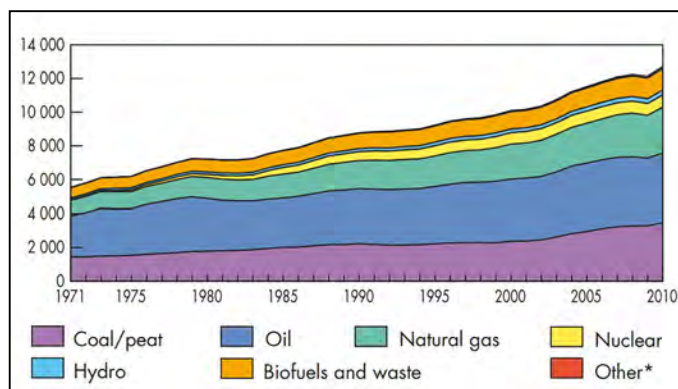 14 000
12 000
10 000
8 000
6 000
4 000
2 000
0
1971 1975 1980 1985 1990 1995 2000 2005 2010
Coal/peat Oil Natural gas Nuclear
Hydro Biofuels and waste Other*